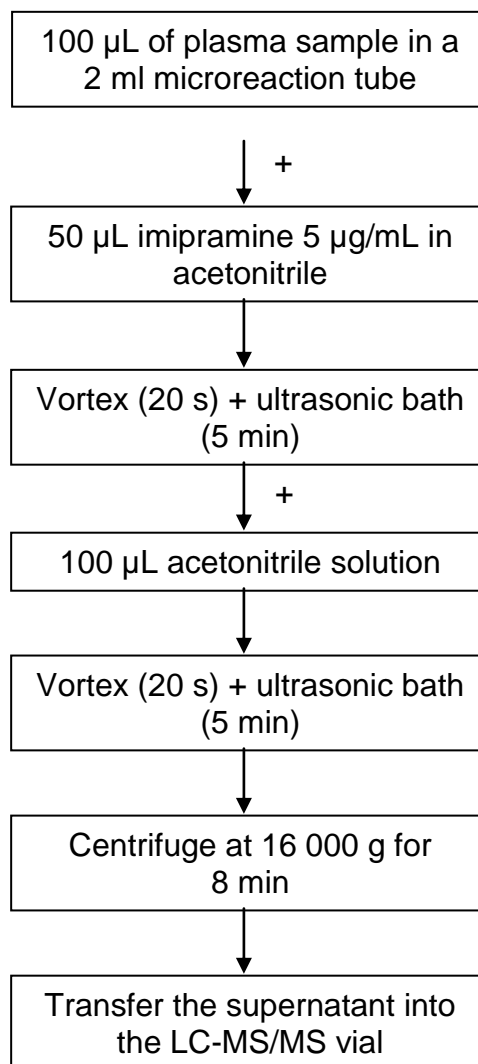 100 µL of plasma sample in a
2 ml microreaction tube
+
50 µL imipramine 5 µg/mL in
acetonitrile
Vortex (20 s) + ultrasonic bath
(5 min)
+
100 µL acetonitrile solution
Vortex (20 s) + ultrasonic bath
(5 min)
Centrifuge at 16 000 g for
8 min
Transfer the supernatant into
the LC-MS/MS vial